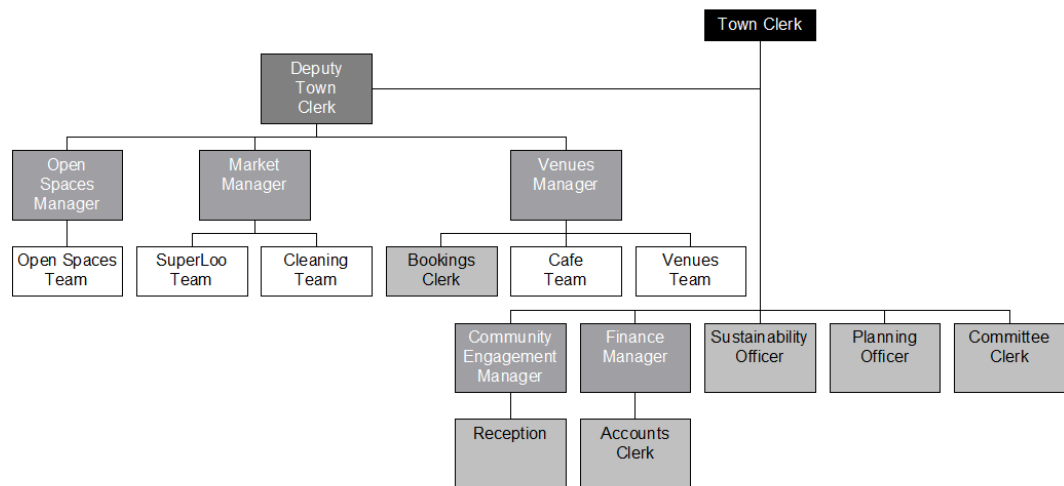 Town Clerk
Deputy
Town
Clerk
Open
Spaces
Manager
Market
Manager
Venues
Manager
Open Spaces
Team
SuperLoo
Team
Cleaning
Team
Bookings
Clerk
Cafe
Team
Venues
Team
Community
Engagement
Manager
Finance
Manager
Sustainability
Officer
Planning
Officer
Committee
Clerk
Reception
Accounts
Clerk